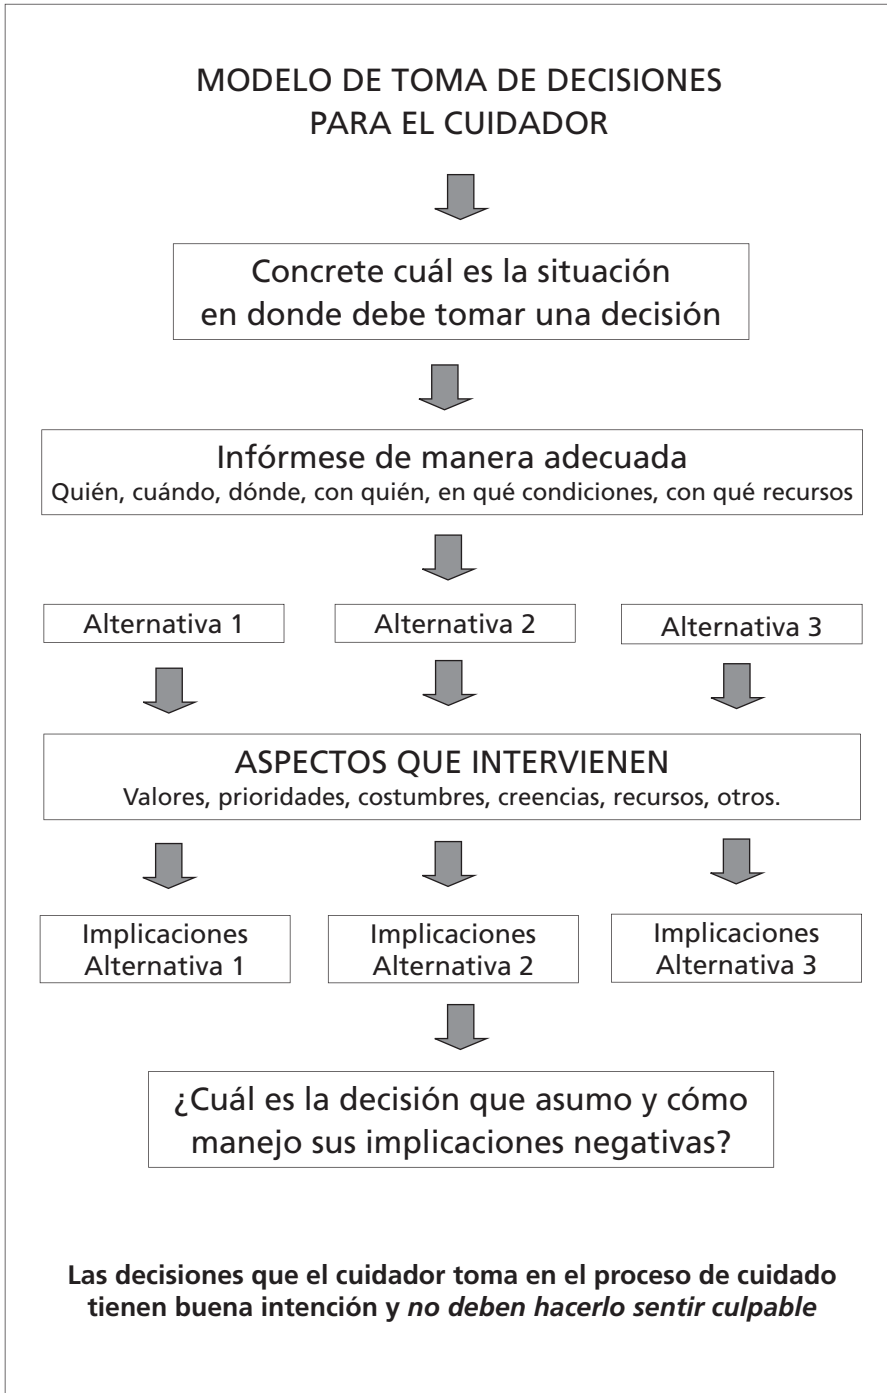 MODELO DE TOMA DE DECISIONES
PARA EL CUIDADOR
Concrete cuál es la situación
en donde debe tomar una decisión
Infórmese de manera adecuada
Quién, cuándo, dónde, con quién, en qué condiciones, con qué recursos
Alternativa 1
Alternativa 2
Alternativa 3
ASPECTOS QUE INTERVIENEN
Valores, prioridades, costumbres, creencias, recursos, otros.
Implicaciones
Alternativa 1
Implicaciones
Alternativa 2
Implicaciones
Alternativa 3
¿Cuál es la decisión que asumo y cómo
manejo sus implicaciones negativas?
Las decisiones que el cuidador toma en el proceso de cuidado
tienen buena intención y no deben hacerlo sentir culpable